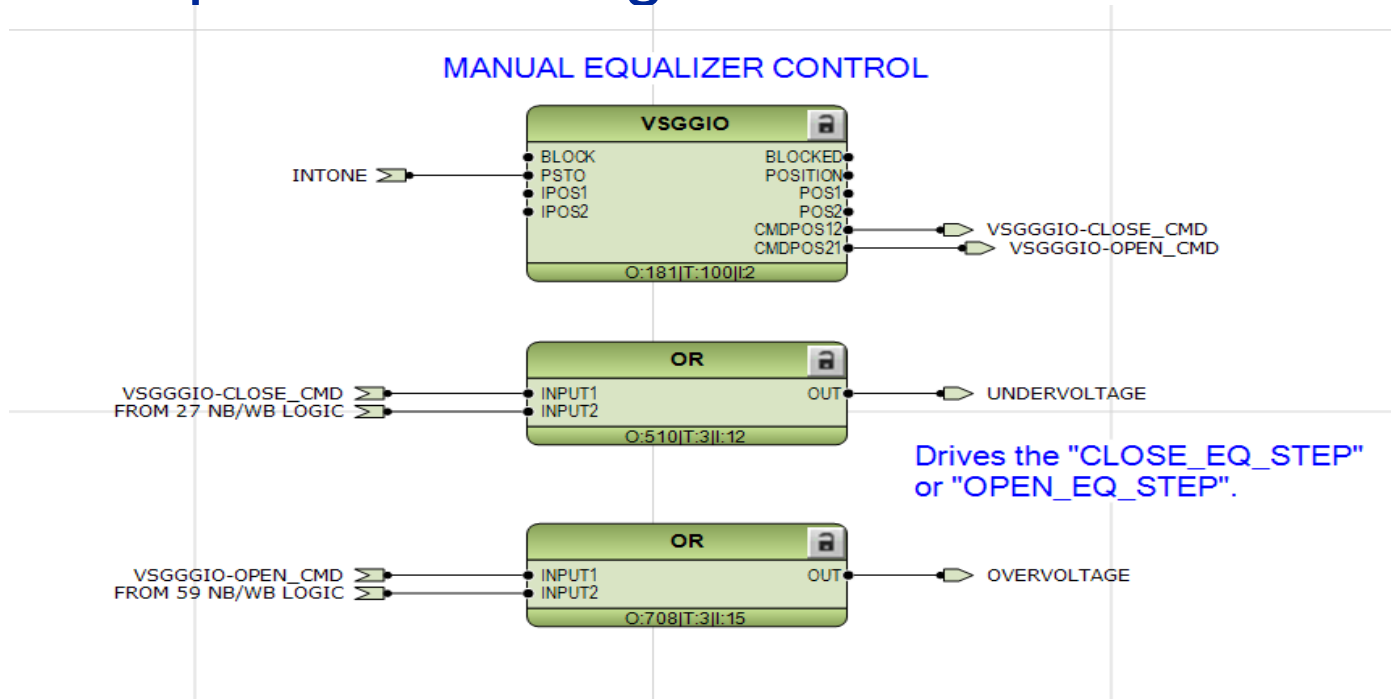 MANUAL EQUALIZER CONTROL
VSGGIO
BLOCK BLOCKED
INTONE PSTO POSITION
IPOS1 POS1
IPOS2 POS2
CMDPOS12 VSGGGIO-CLOSE_CMD
CMDPOS21 VSGGGIO-OPEN_CMD
O:181|T:100|I:2
OR
VSGGGIO-CLOSE_CMD INPUT1 OUT UNDERVOLTAGE
FROM 27 NB/WB LOGIC INPUT2
O:510|T:3|I:12
Drives the "CLOSE_EQ_STEP"
or "OPEN_EQ_STEP".
OR
VSGGGIO-OPEN_CMD INPUT1 OUT OVERVOLTAGE
FROM 59 NB/WB LOGIC INPUT2
O:708|T:3|I:15